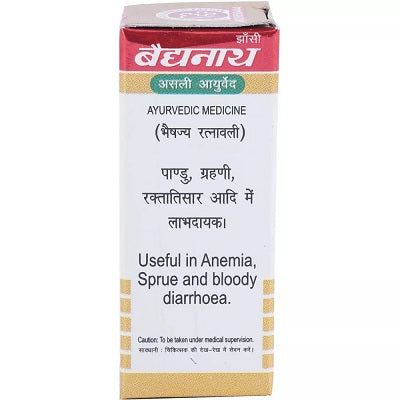 झाँसी
बैद्यनाथ
असली आयुर्वेद
AYURVEDIC MEDICINE
(भैषज्य रत्नावली)
पाण्डु, ग्रहणी,
रक्तातिसार आदि में
लाभदायक।
Useful in Anemia,
Sprue and bloody
diarrhoea.
Caution: To be taken under medical supervision.
सावधानी : चिकित्सक की देख-रेख में सेवन करें।